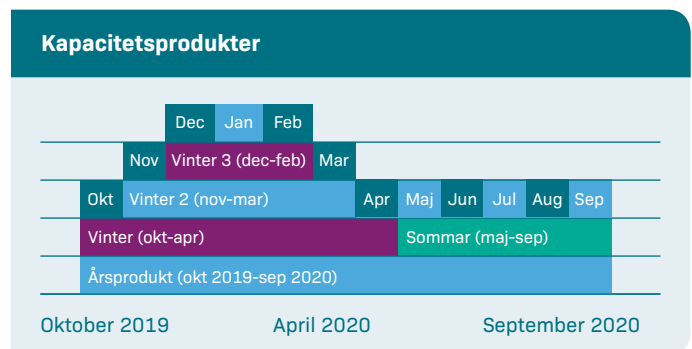 Kapacitetsprodukter
Dec Jan Feb
Nov Vinter 3 (dec-feb) Mar
Okt Vinter 2 (nov-mar) Apr Maj Jun Jul Aug Sep
Vinter (okt-apr) Sommar (maj-sep)
Årsprodukt (okt 2019-sep 2020)
Oktober 2019 April 2020 September 2020